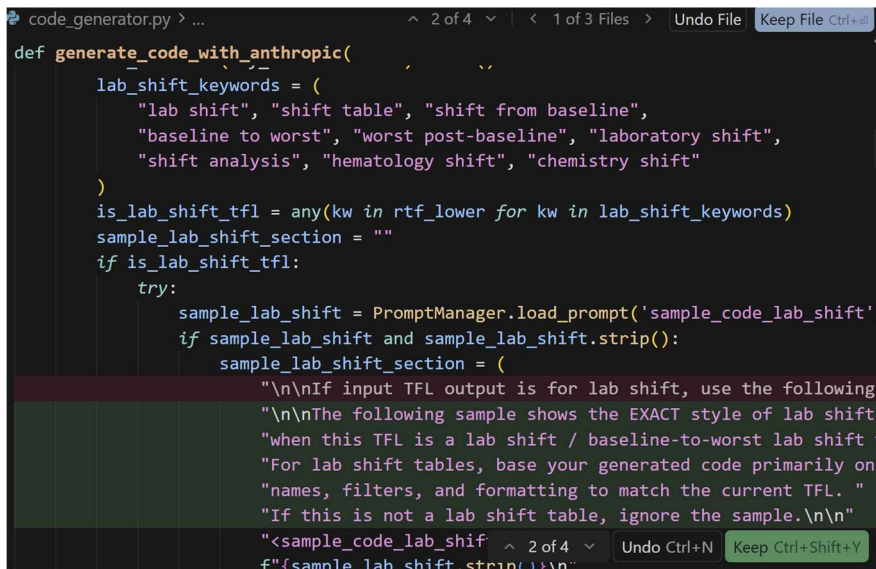 code_generator.py > ...
2 of 4
1 of 3 Files
Undo File
Keep File Ctrl+⏎
def generate_code_with_anthropic(
lab_shift_keywords = (
"lab shift", "shift table", "shift from baseline",
"baseline to worst", "worst post-baseline", "laboratory shift",
"shift analysis", "hematology shift", "chemistry shift"
)
is_lab_shift_tfl = any(kw in rtf_lower for kw in lab_shift_keywords)
sample_lab_shift_section = ""
if is_lab_shift_tfl:
try:
sample_lab_shift = PromptManager.load_prompt('sample_code_lab_shift'
if sample_lab_shift and sample_lab_shift.strip():
sample_lab_shift_section = (
"\n\nIf input TFL output is for lab shift, use the following
"\n\nThe following sample shows the EXACT style of lab shift
"when this TFL is a lab shift / baseline-to-worst lab shift
"For lab shift tables, base your generated code primarily on
"names, filters, and formatting to match the current TFL. "
"If this is not a lab shift table, ignore the sample.\n\n"
"<sample_code_lab_shif
2 of 4
Undo Ctrl+N
Keep Ctrl+Shift+Y
f"{sample_lab_shift.strip()}\n"